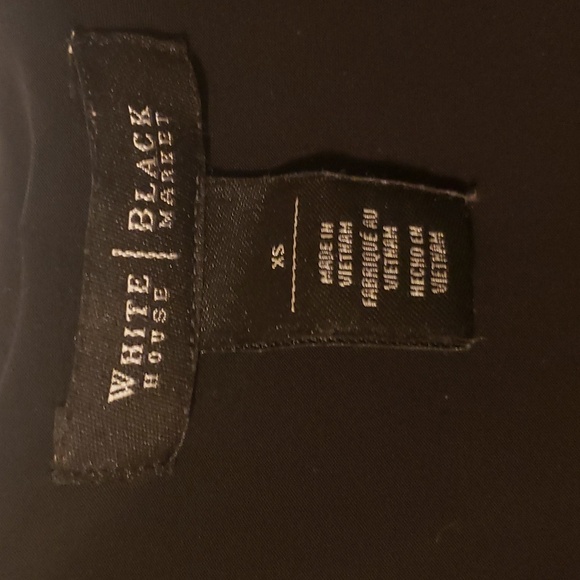 WHITE | BLACK
HOUSE MARKET
XS
MADE IN
VIETNAM
FABRIQUÉ AU
VIETNAM
HECHO EN
VIETNAM